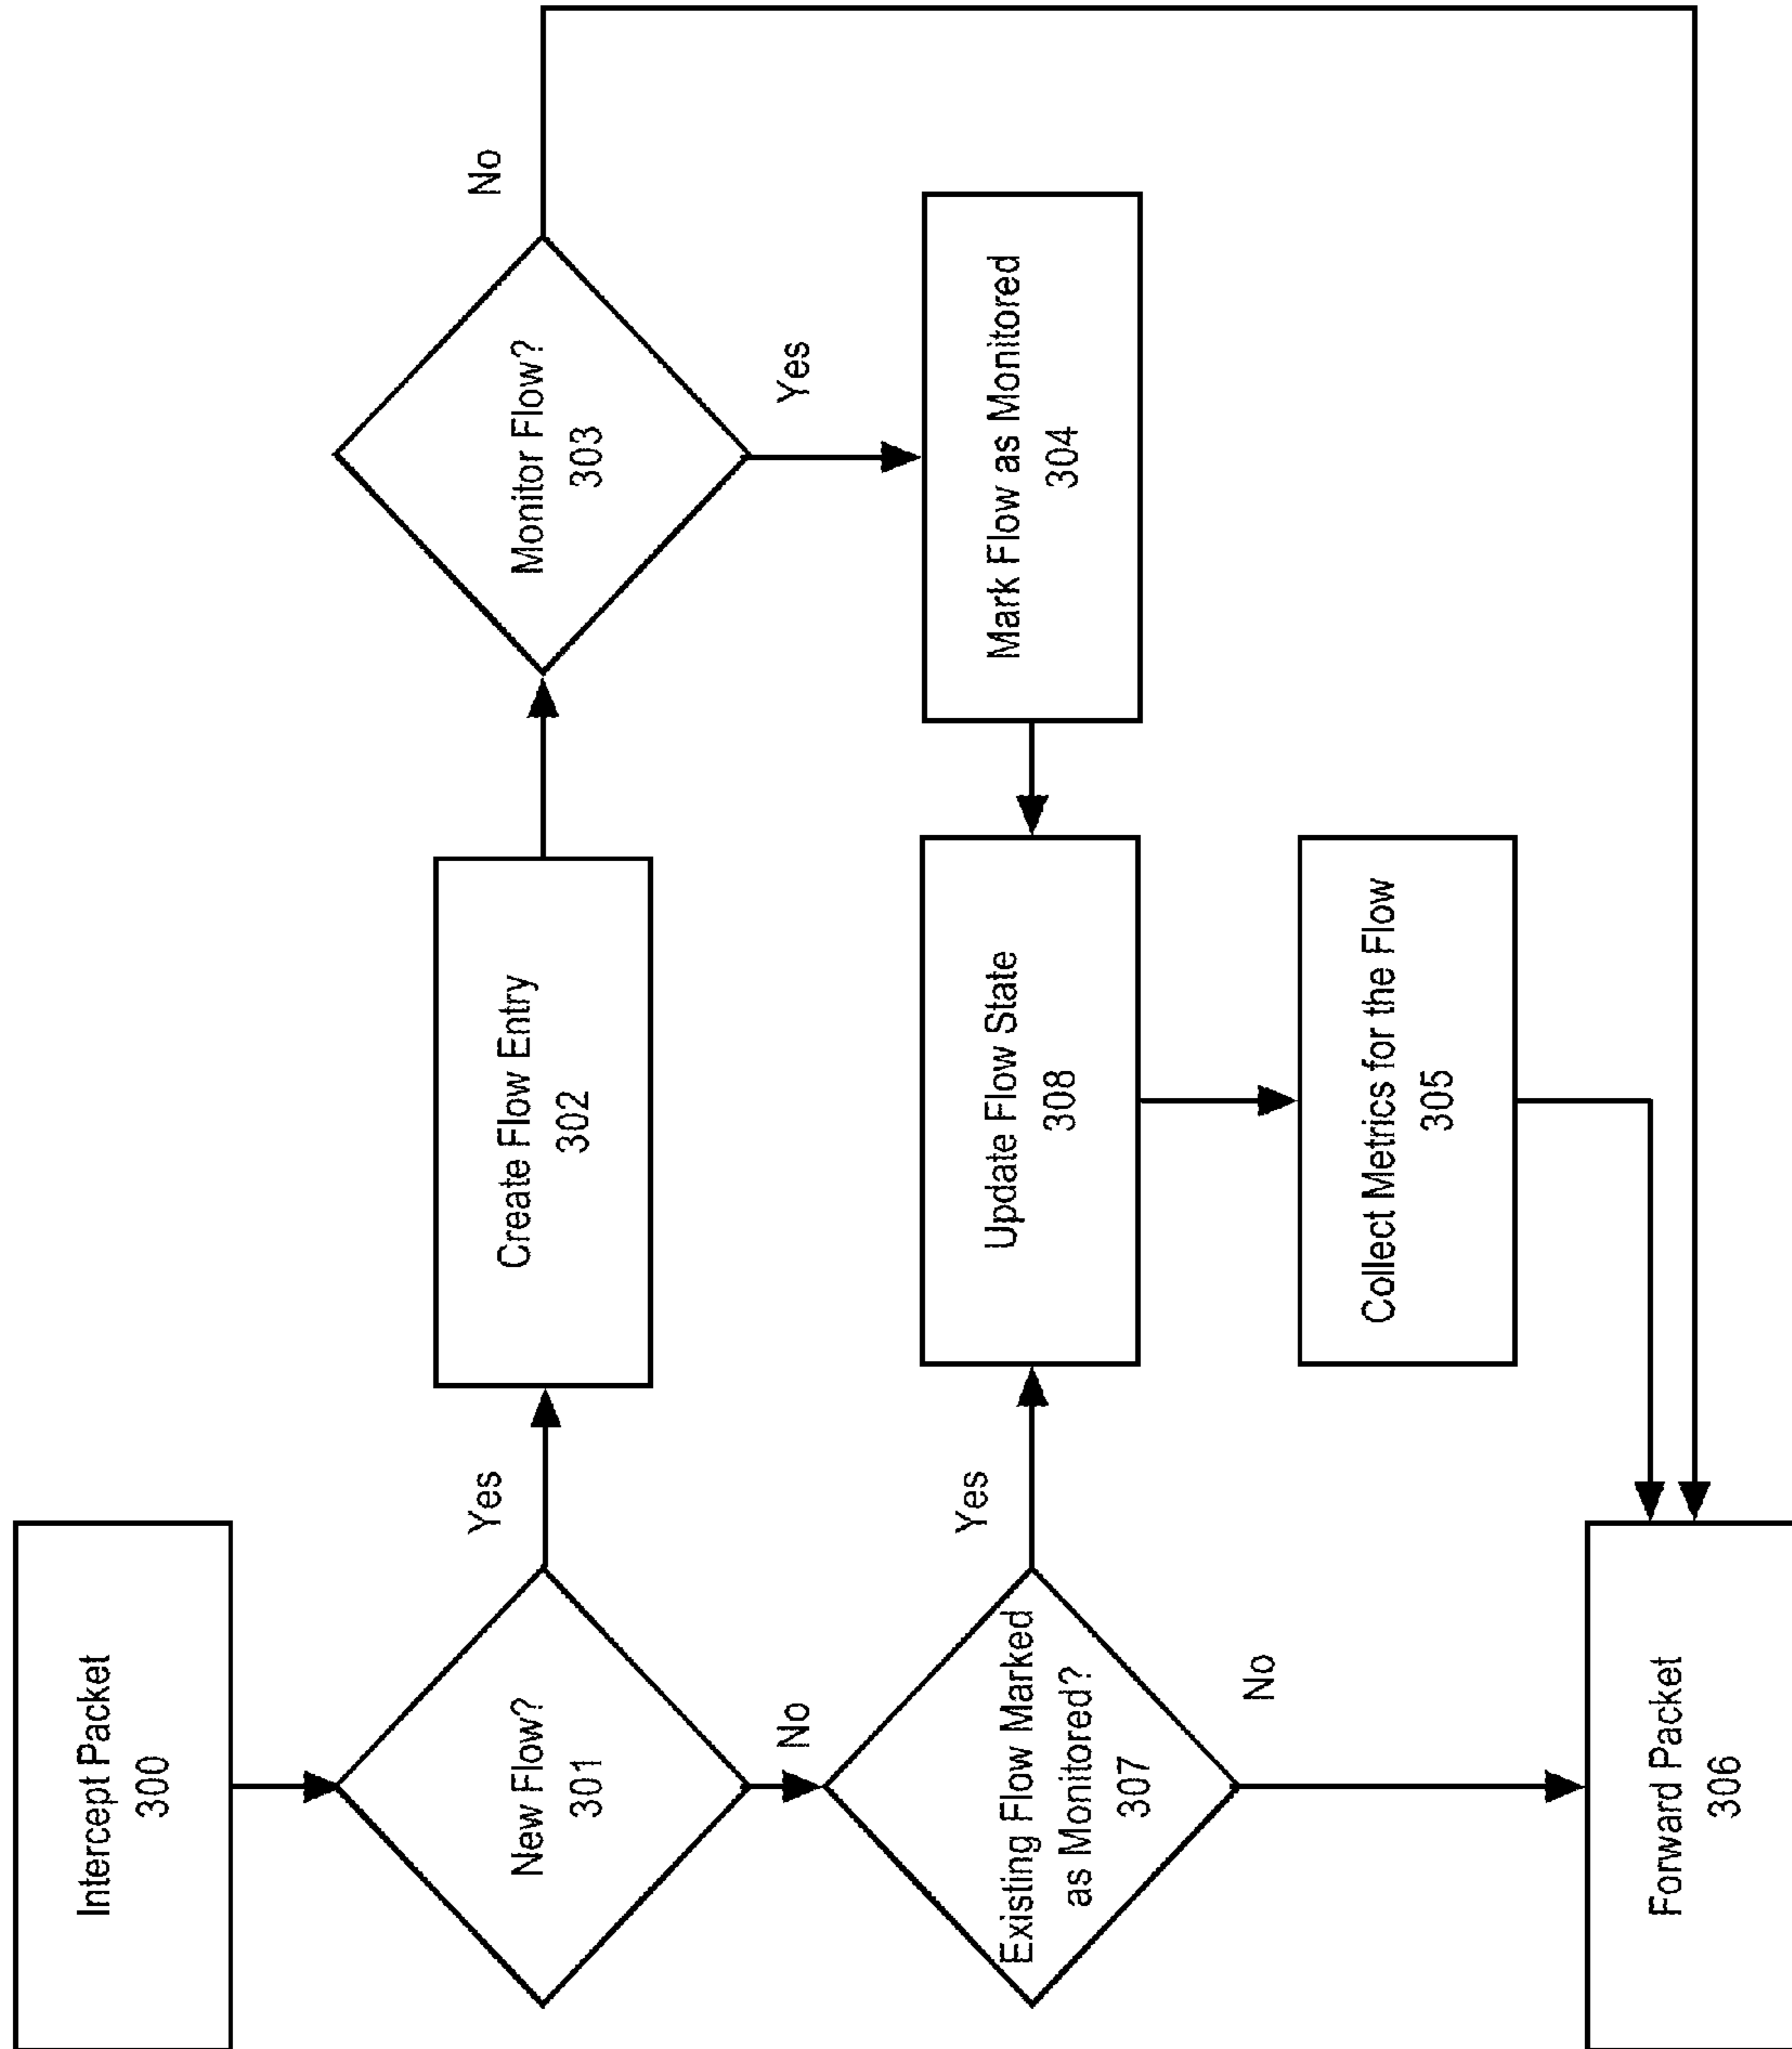 Intercept Packet
300
New Flow?
301
Yes
No
Create Flow Entry
302
Monitor Flow?
303
No
Yes
Mark Flow as Monitored
304
Existing Flow Marked
as Monitored?
307
Yes
No
Update Flow State
308
Collect Metrics for the Flow
305
Forward Packet
306